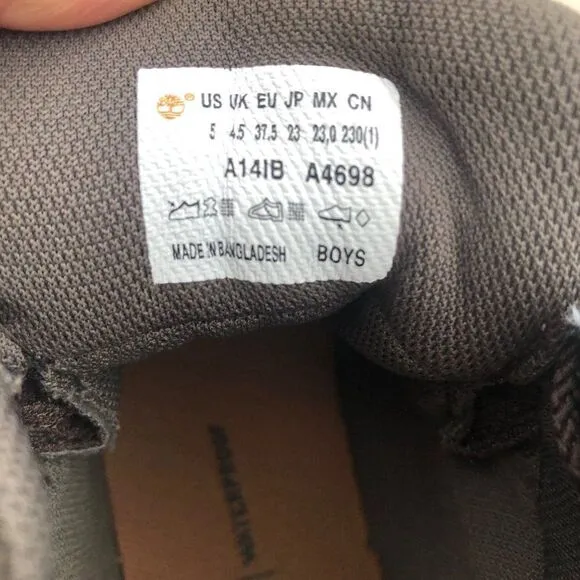 ® US UK EU JP MX CN
5 4.5 37.5 23 23,0 230(1)
A14IB A4698
MADE IN BANGLADESH BOYS
WATERPROOF